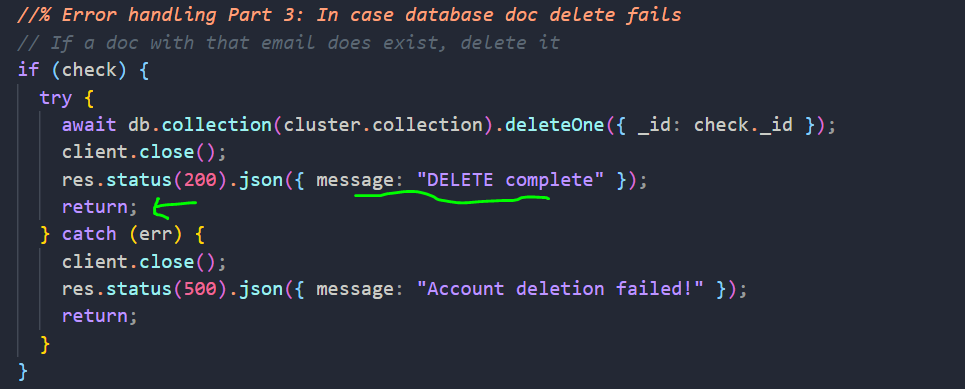 //% Error handling Part 3: In case database doc delete fails
// If a doc with that email does exist, delete it
if (check) {
try {
await db.collection(cluster.collection).deleteOne({ _id: check._id });
client.close();
res.status(200).json({ message: "DELETE complete" });
return;
} catch (err) {
client.close();
res.status(500).json({ message: "Account deletion failed!" });
return;
}
}